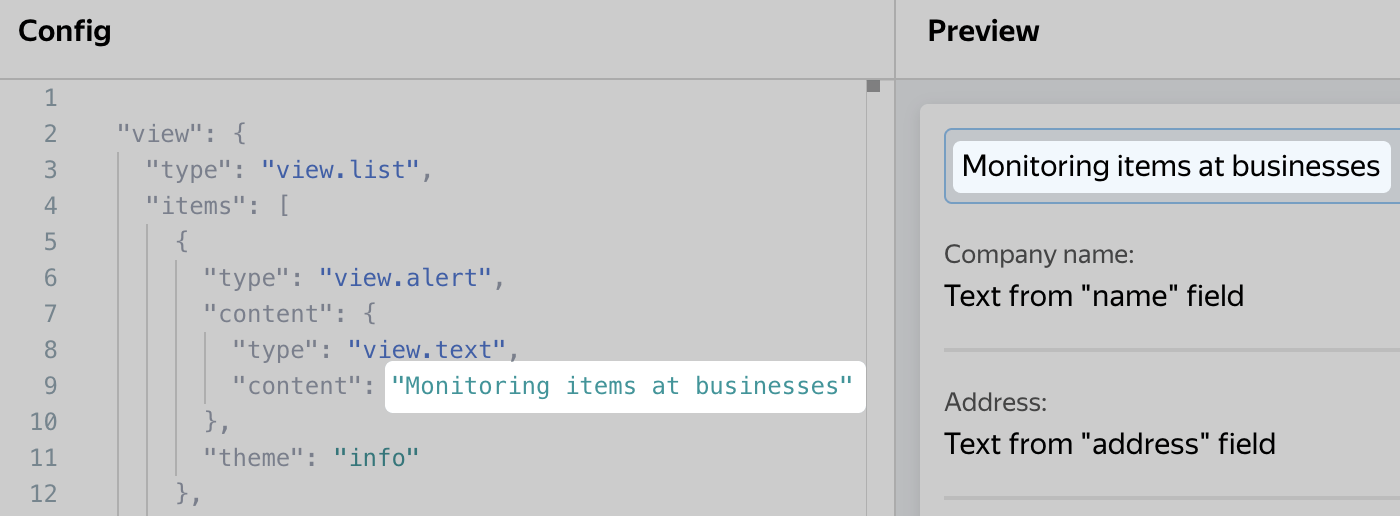 Config
1
2 "view": {
3 "type": "view.list",
4 "items": [
5 {
6 "type": "view.alert",
7 "content": {
8 "type": "view.text",
9 "content": "Monitoring items at businesses"
10 },
11 "theme": "info"
12 },
Preview
Monitoring items at businesses
Company name:
Text from "name" field
Address:
Text from "address" field